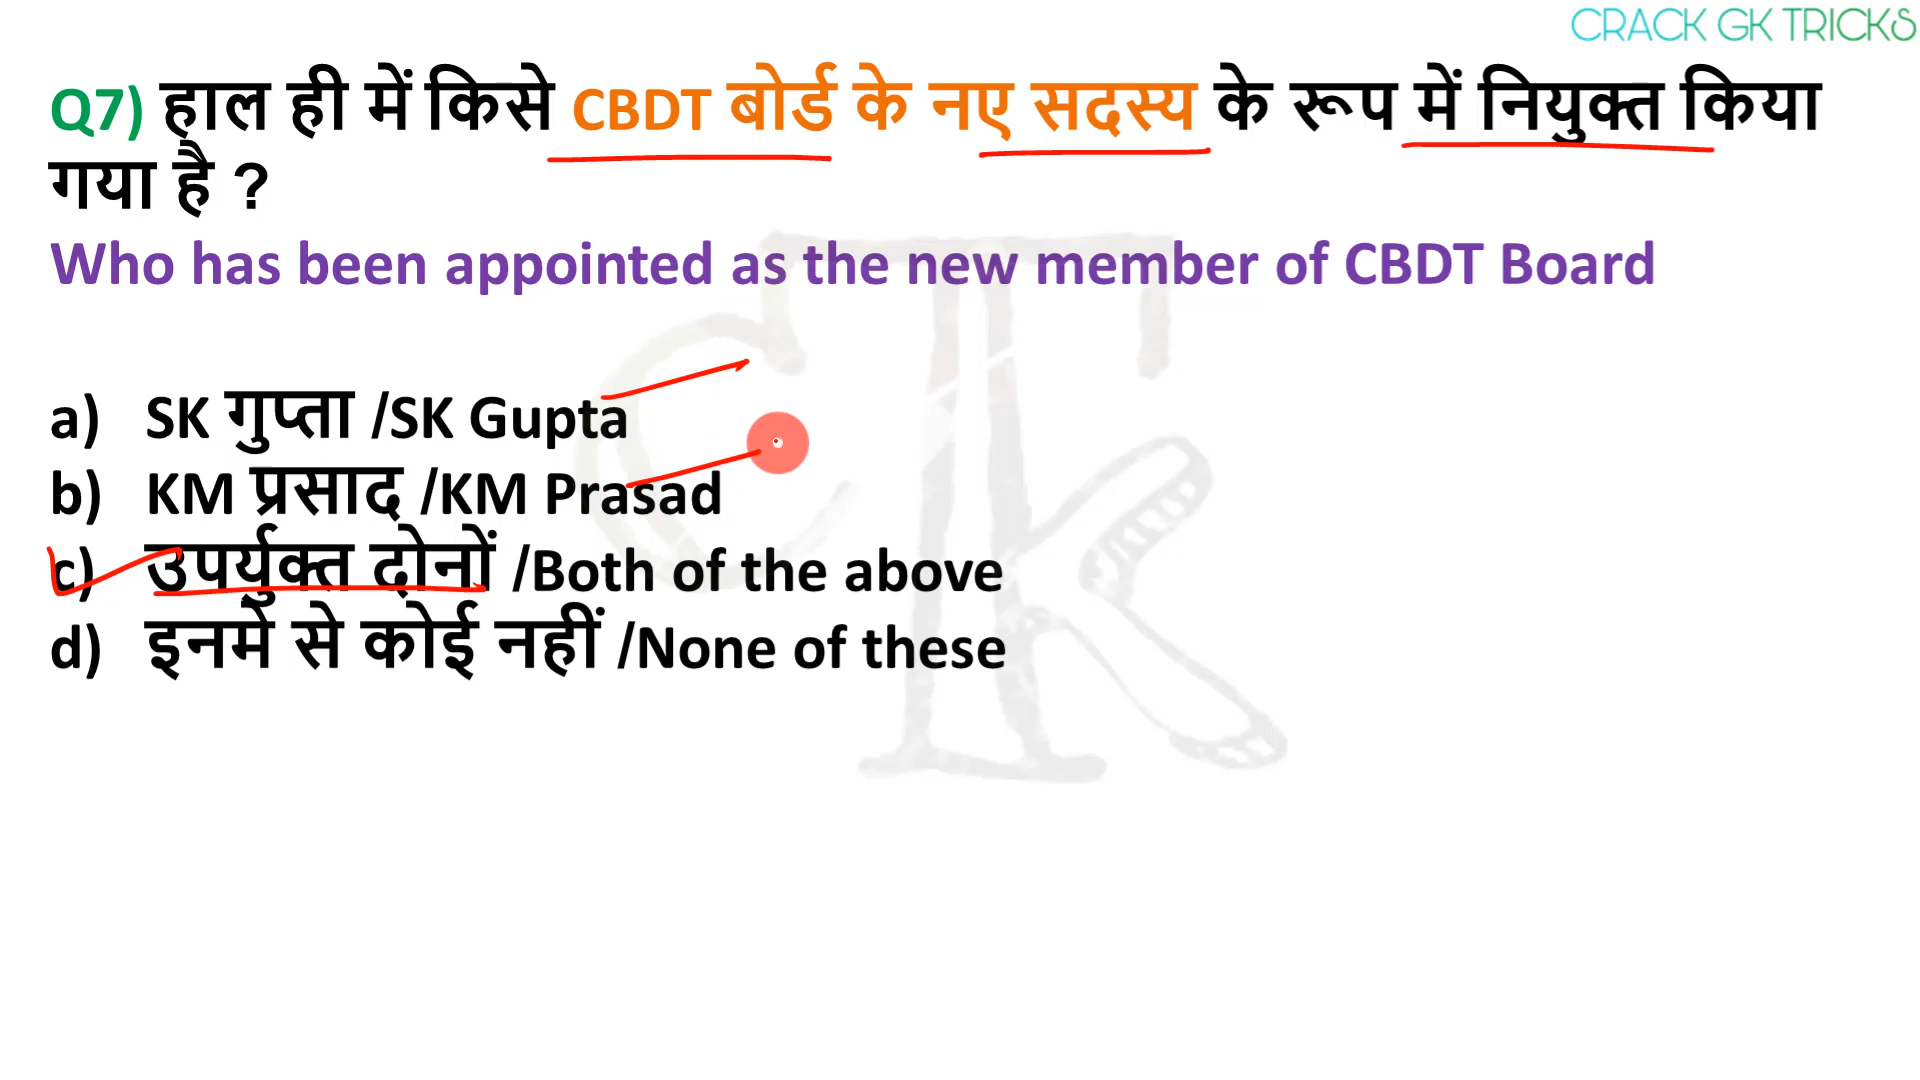 CRACK GK TRICKS
Q7) हाल ही में किसे CBDT बोर्ड के नए सदस्य के रूप में नियुक्त किया
गया है ?
Who has been appointed as the new member of CBDT Board
a) SK गुप्ता /SK Gupta
b) KM प्रसाद /KM Prasad
c) उपर्युक्त दोनों /Both of the above
d) इनमे से कोई नहीं /None of these